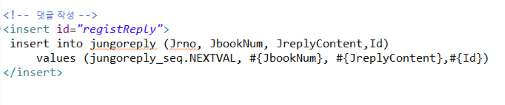 <!-- 댓글 작성 -->
<insert id="registReply">
insert into jungoreply (Jrno, JbookNum, JreplyContent,Id)
values (jungoreply_seq.NEXTVAL, #{JbookNum}, #{JreplyContent},#{Id})
</insert>